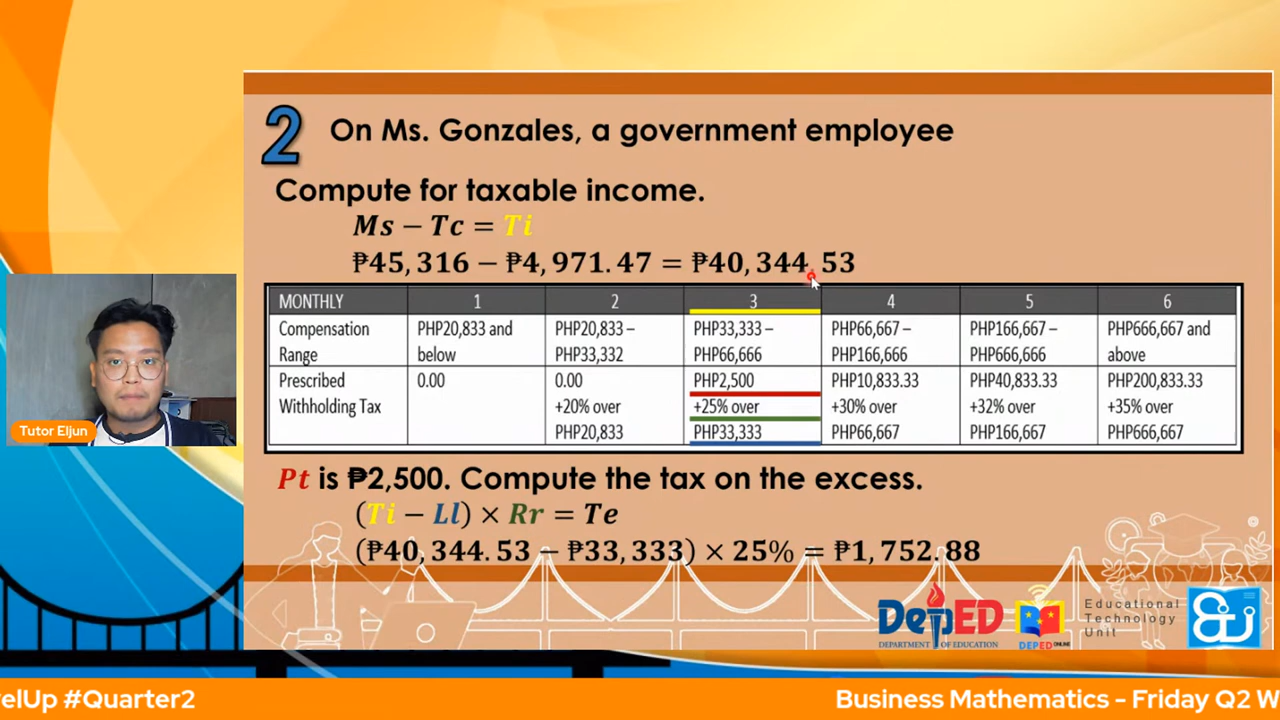 2 On Ms. Gonzales, a government employee
Compute for taxable income.
Ms − Tc = Ti
₱45,316 − ₱4,971.47 = ₱40,344.53
MONTHLY 1 2 3 4 5 6
Compensation PHP20,833 and PHP20,833 – PHP33,333 – PHP66,667 – PHP166,667 – PHP666,667 and
Range below PHP33,332 PHP66,666 PHP166,666 PHP666,666 above
Prescribed 0.00 0.00 PHP2,500 PHP10,833.33 PHP40,833.33 PHP200,833.33
Withholding Tax +20% over +25% over +30% over +32% over +35% over
PHP20,833 PHP33,333 PHP66,667 PHP166,667 PHP666,667
Tutor Eljun
Pt is ₱2,500. Compute the tax on the excess.
(Ti − Ll) × Rr = Te
(₱40,344.53 − ₱33,333) × 25% = ₱1,752.88
DepED
DEPARTMENT OF EDUCATION
DEPED ONLINE
Educational
Technology
Unit
velUp #Quarter2
Business Mathematics - Friday Q2 W